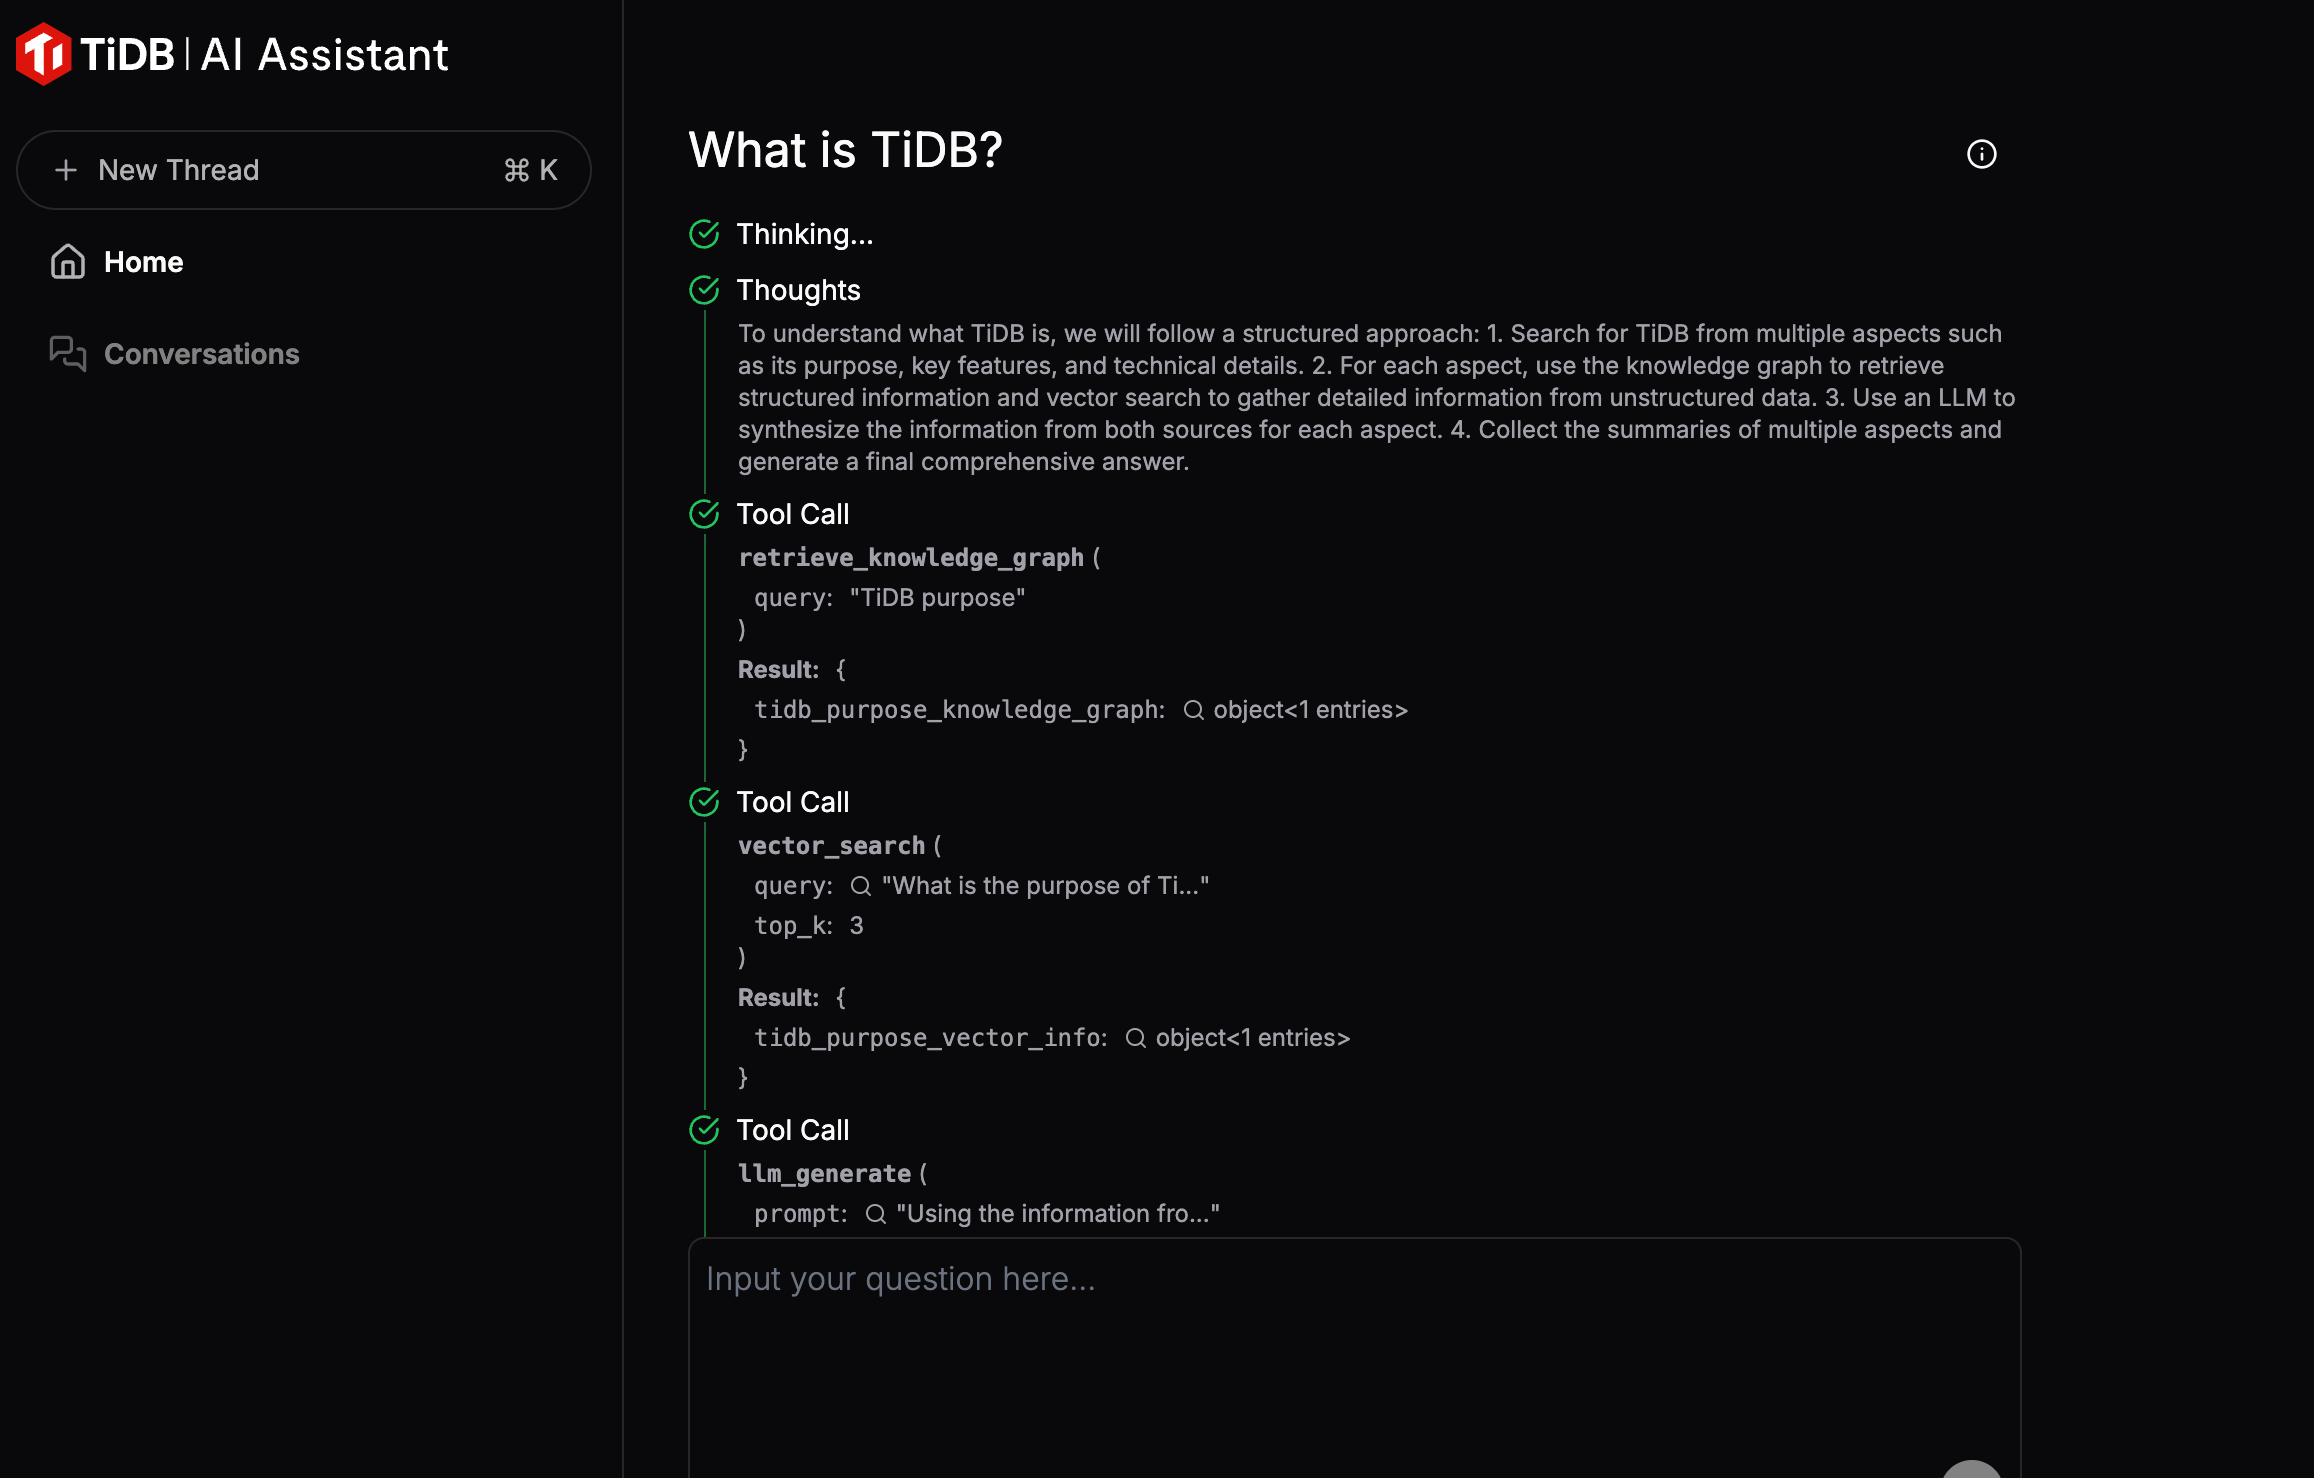 TiDB | AI Assistant
+ New Thread ⌘ K
Home
Conversations
What is TiDB?
Thinking...
Thoughts
To understand what TiDB is, we will follow a structured approach: 1. Search for TiDB from multiple aspects such
as its purpose, key features, and technical details. 2. For each aspect, use the knowledge graph to retrieve
structured information and vector search to gather detailed information from unstructured data. 3. Use an LLM to
synthesize the information from both sources for each aspect. 4. Collect the summaries of multiple aspects and
generate a final comprehensive answer.
Tool Call
retrieve_knowledge_graph (
query: "TiDB purpose"
)
Result: {
tidb_purpose_knowledge_graph: object<1 entries>
}
Tool Call
vector_search (
query: "What is the purpose of Ti..."
top_k: 3
)
Result: {
tidb_purpose_vector_info: object<1 entries>
}
Tool Call
llm_generate (
prompt: "Using the information fro..."
Input your question here...